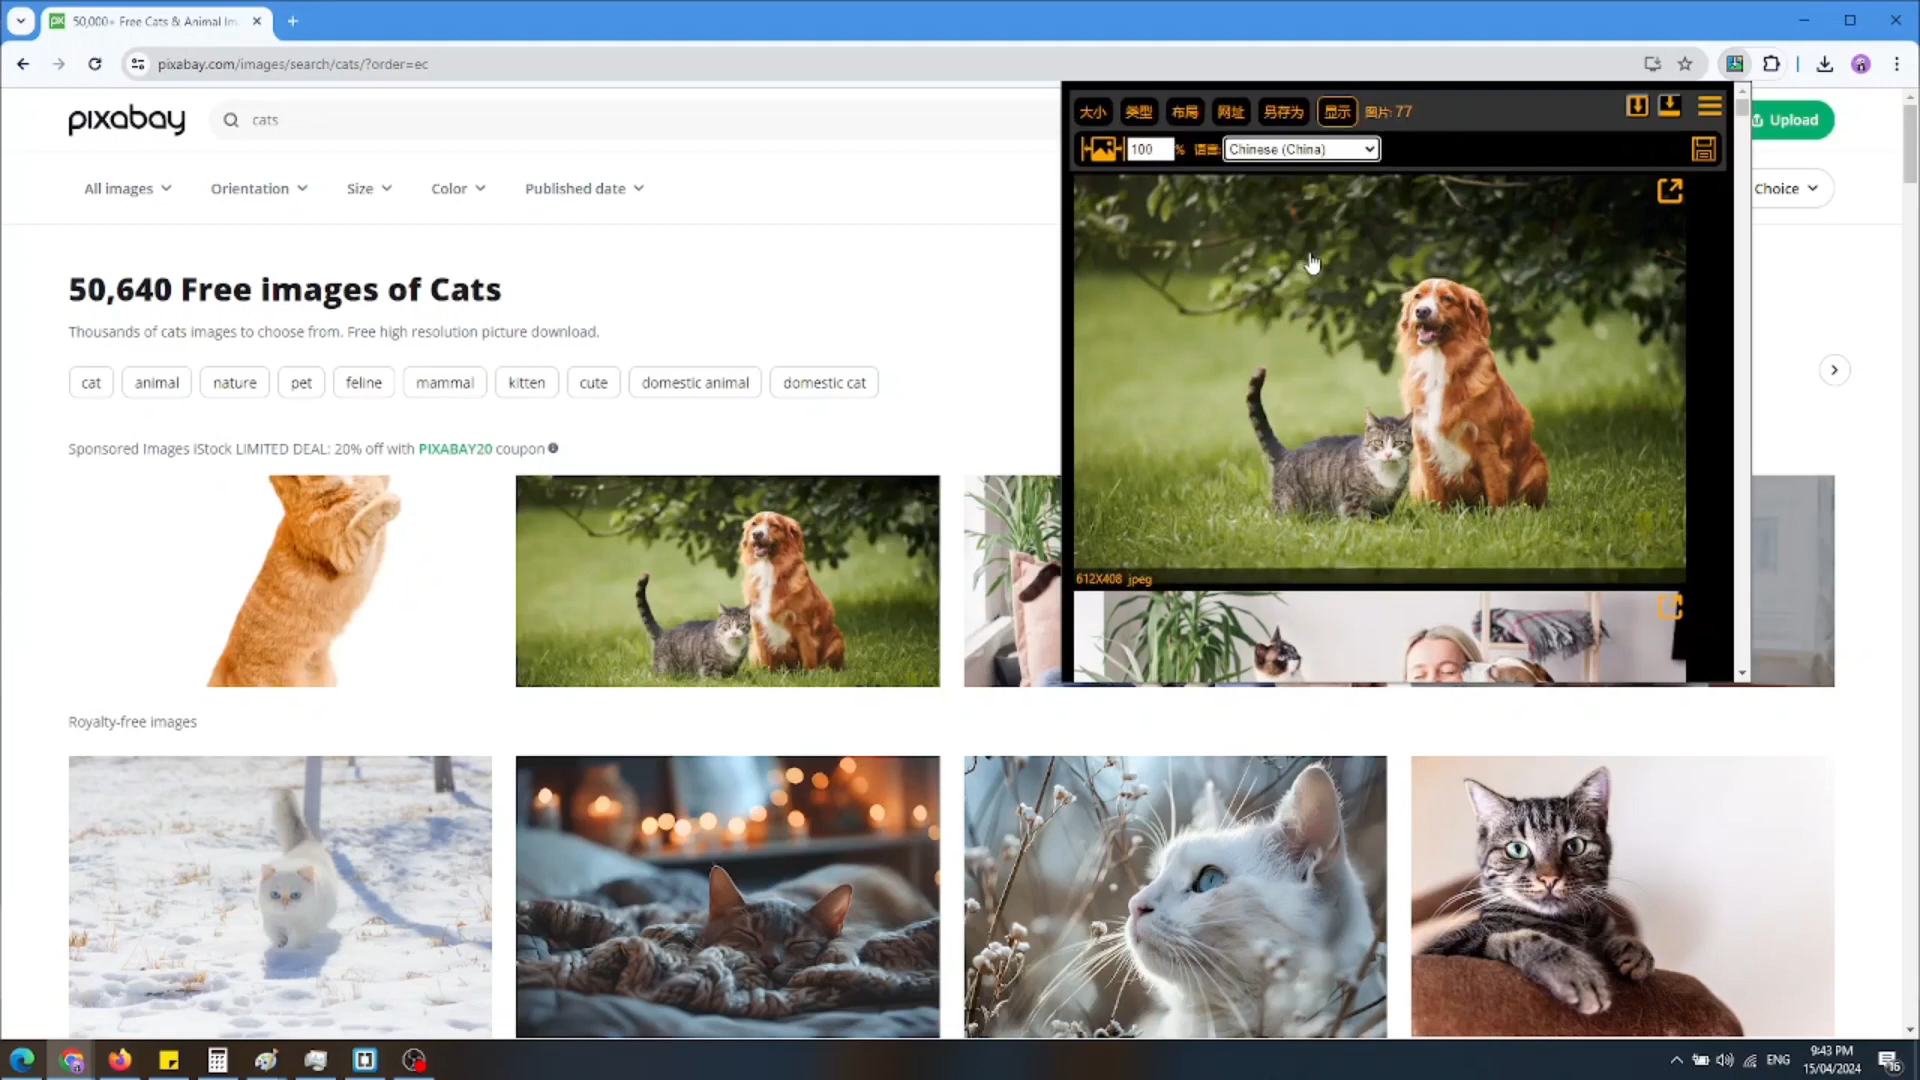 50,000+ Free Cats & Animal Im
pixabay.com/images/search/cats/?order=ec
pixabay
cats
Upload
All images
Orientation
Size
Color
Published date
Choice
大小
类型
布局
网址
另存为
显示
图片: 77
100
%
语言:
Chinese (China)
612X408 jpeg
50,640 Free images of Cats
Thousands of cats images to choose from. Free high resolution picture download.
cat
animal
nature
pet
feline
mammal
kitten
cute
domestic animal
domestic cat
Sponsored Images iStock LIMITED DEAL: 20% off with PIXABAY20 coupon
Royalty-free images
ENG
9:43 PM
15/04/2024
16